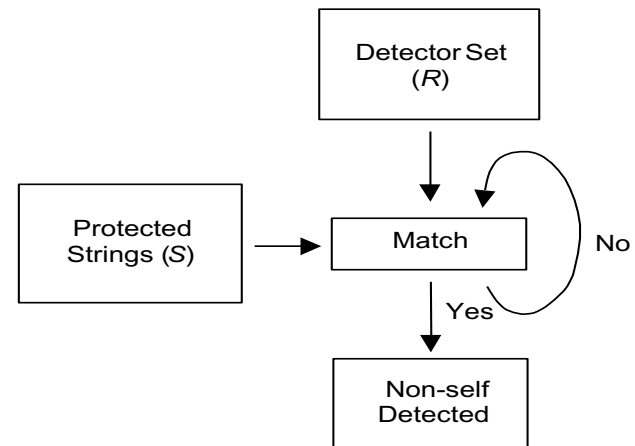 Detector Set
(R)
Protected
Strings (S)
Match
No
Yes
Non-self
Detected